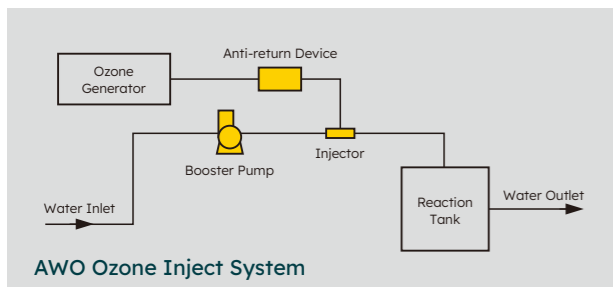 Anti-return Device
Ozone
Generator
Injector
Booster Pump
Water Inlet
Reaction
Tank
Water Outlet
AWO Ozone Inject System